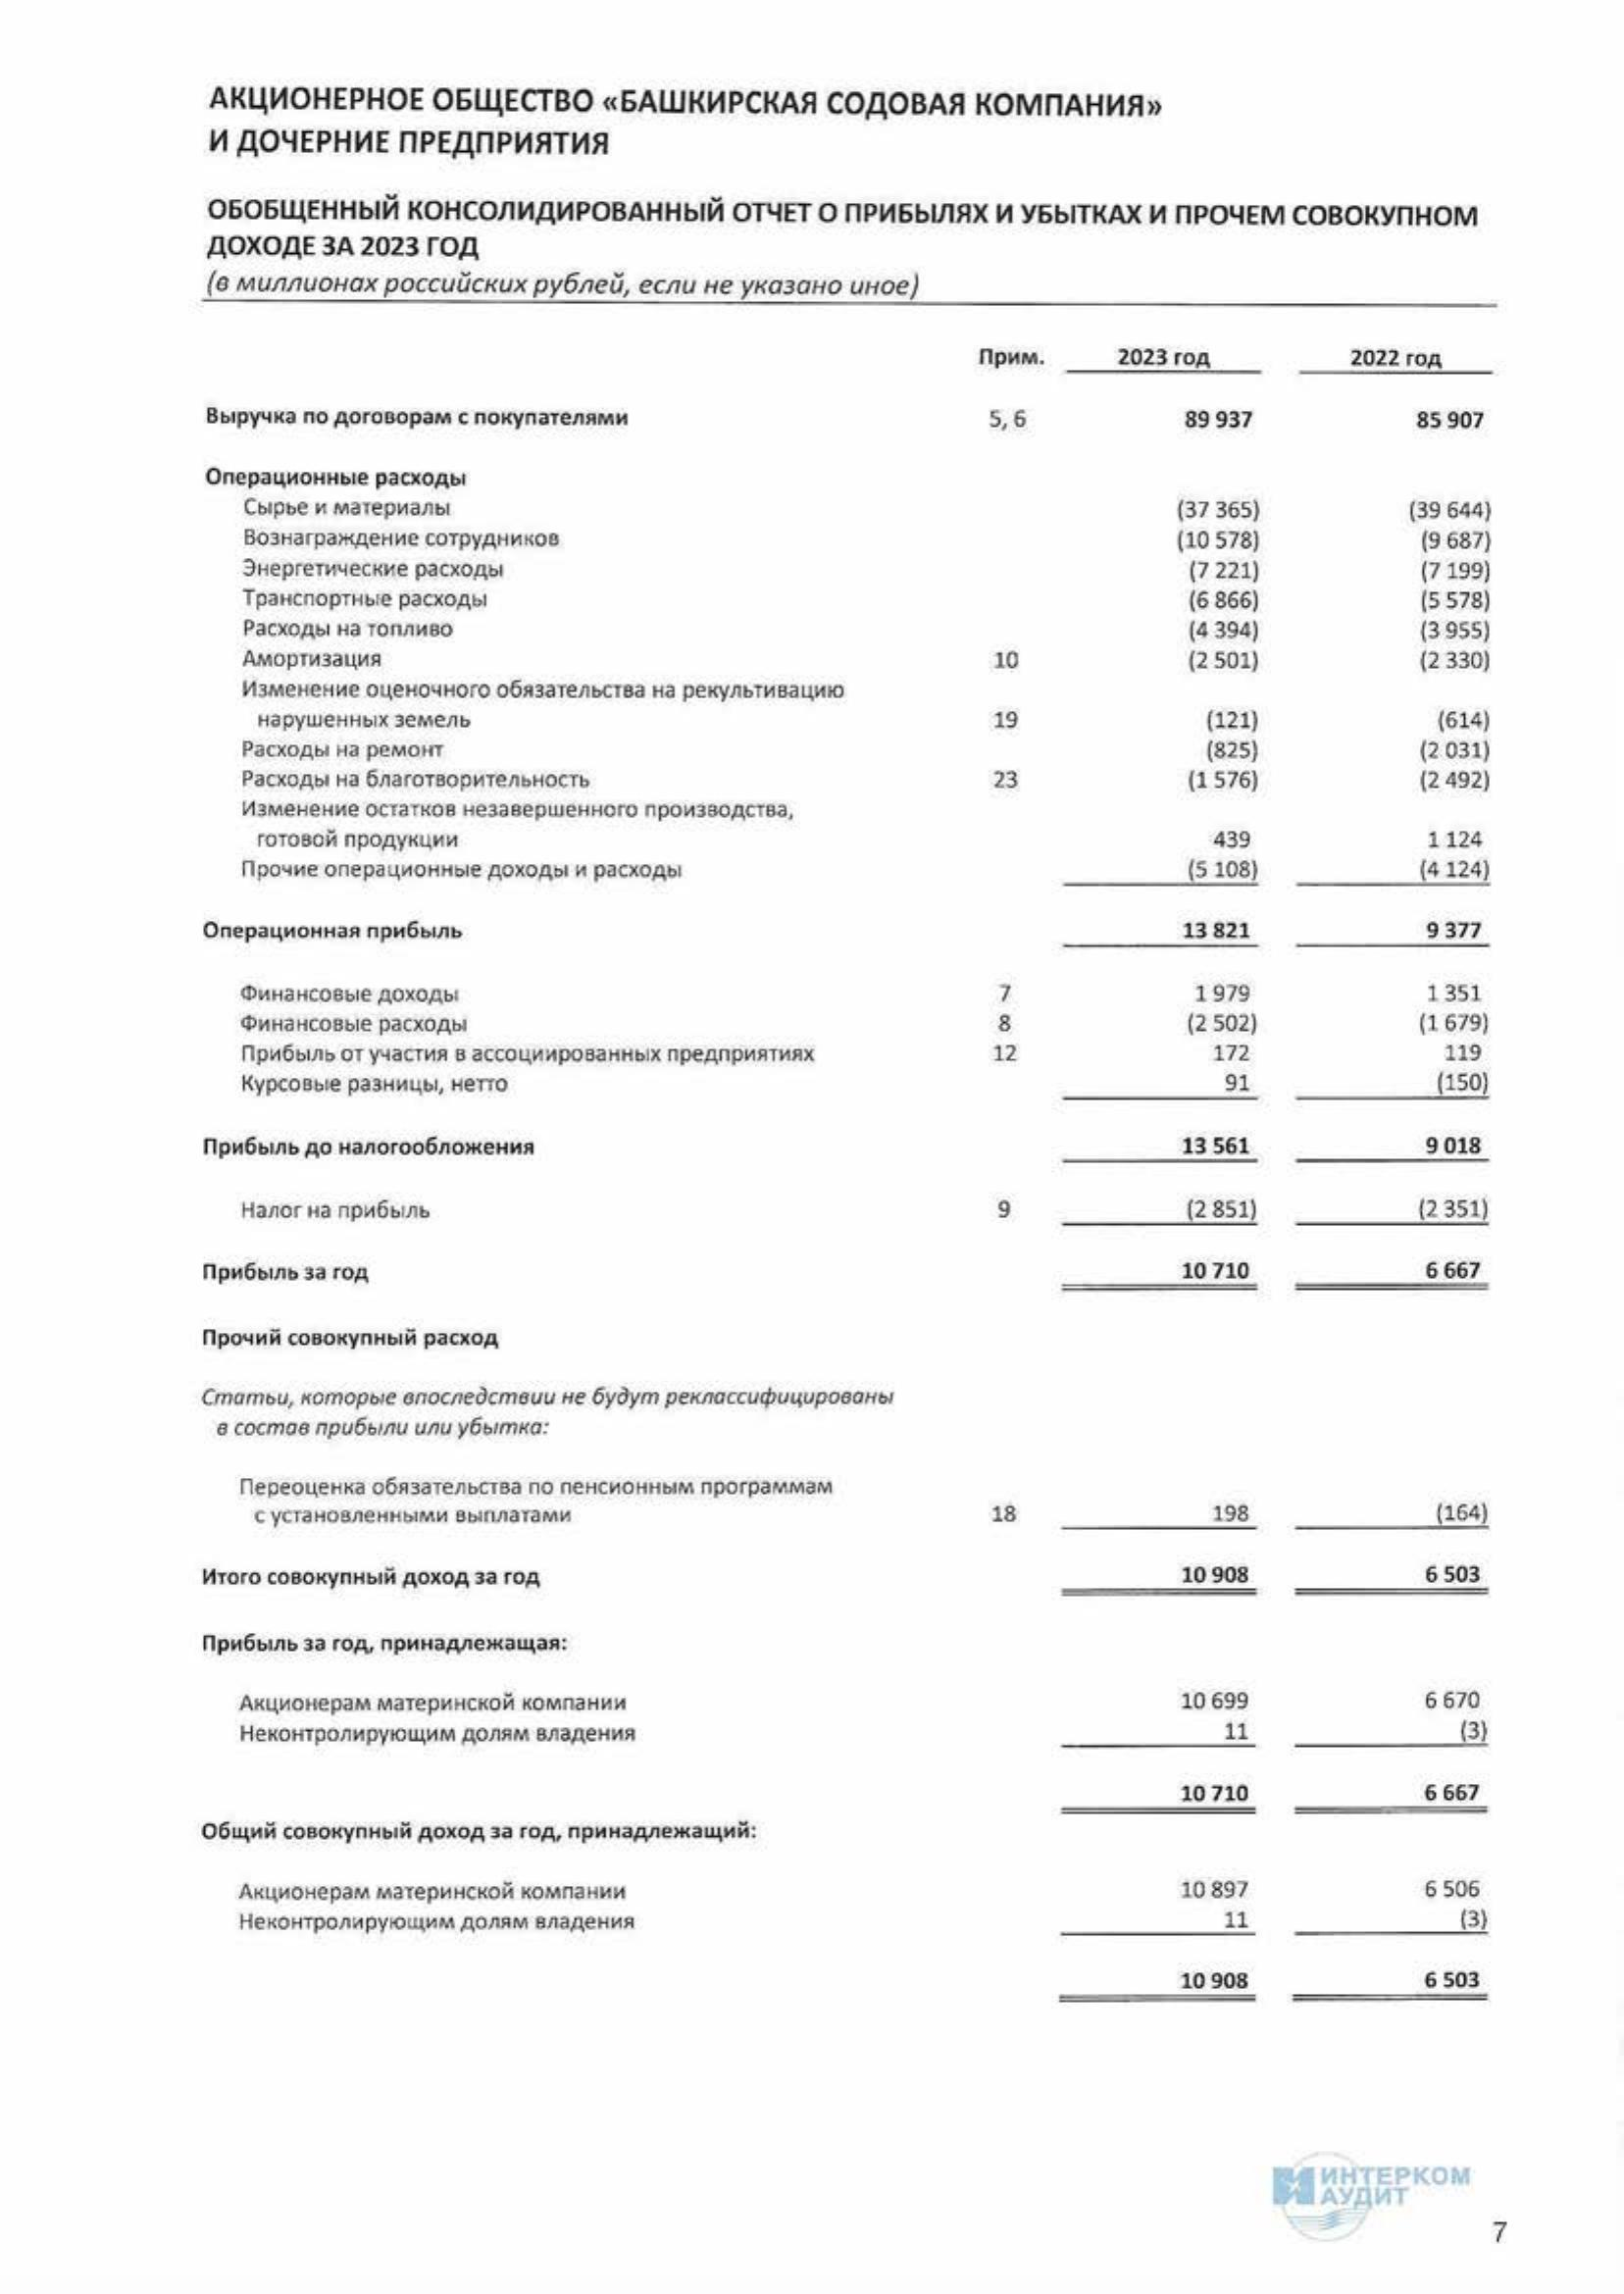 АКЦИОНЕРНОЕ ОБЩЕСТВО «БАШКИРСКАЯ СОДОВАЯ КОМПАНИЯ»
И ДОЧЕРНИЕ ПРЕДПРИЯТИЯ
ОБОБЩЕННЫЙ КОНСОЛИДИРОВАННЫЙ ОТЧЕТ О ПРИБЫЛЯХ И УБЫТКАХ И ПРОЧЕМ СОВОКУПНОМ
ДОХОДЕ ЗА 2023 ГОД
(в миллионах российских рублей, если не указано иное)
Прим. 2023 год 2022 год
Выручка по договорам с покупателями 5, 6 89 937 85 907
Операционные расходы
Сырье и материалы (37 365) (39 644)
Вознаграждение сотрудников (10 578) (9 687)
Энергетические расходы (7 221) (7 199)
Транспортные расходы (6 866) (5 578)
Расходы на топливо (4 394) (3 955)
Амортизация 10 (2 501) (2 330)
Изменение оценочного обязательства на рекультивацию
нарушенных земель 19 (121) (614)
Расходы на ремонт (825) (2 031)
Расходы на благотворительность 23 (1 576) (2 492)
Изменение остатков незавершенного производства,
готовой продукции 439 1 124
Прочие операционные доходы и расходы (5 108) (4 124)
Операционная прибыль 13 821 9 377
Финансовые доходы 7 1 979 1 351
Финансовые расходы 8 (2 502) (1 679)
Прибыль от участия в ассоциированных предприятиях 12 172 119
Курсовые разницы, нетто 91 (150)
Прибыль до налогообложения 13 561 9 018
Налог на прибыль 9 (2 851) (2 351)
Прибыль за год 10 710 6 667
Прочий совокупный расход
Статьи, которые впоследствии не будут реклассифицированы
в состав прибыли или убытка:
Переоценка обязательства по пенсионным программам
с установленными выплатами 18 198 (164)
Итого совокупный доход за год 10 908 6 503
Прибыль за год, принадлежащая:
Акционерам материнской компании 10 699 6 670
Неконтролирующим долям владения 11 (3)
10 710 6 667
Общий совокупный доход за год, принадлежащий:
Акционерам материнской компании 10 897 6 506
Неконтролирующим долям владения 11 (3)
10 908 6 503
ИНТЕРКОМ
АУДИТ
7